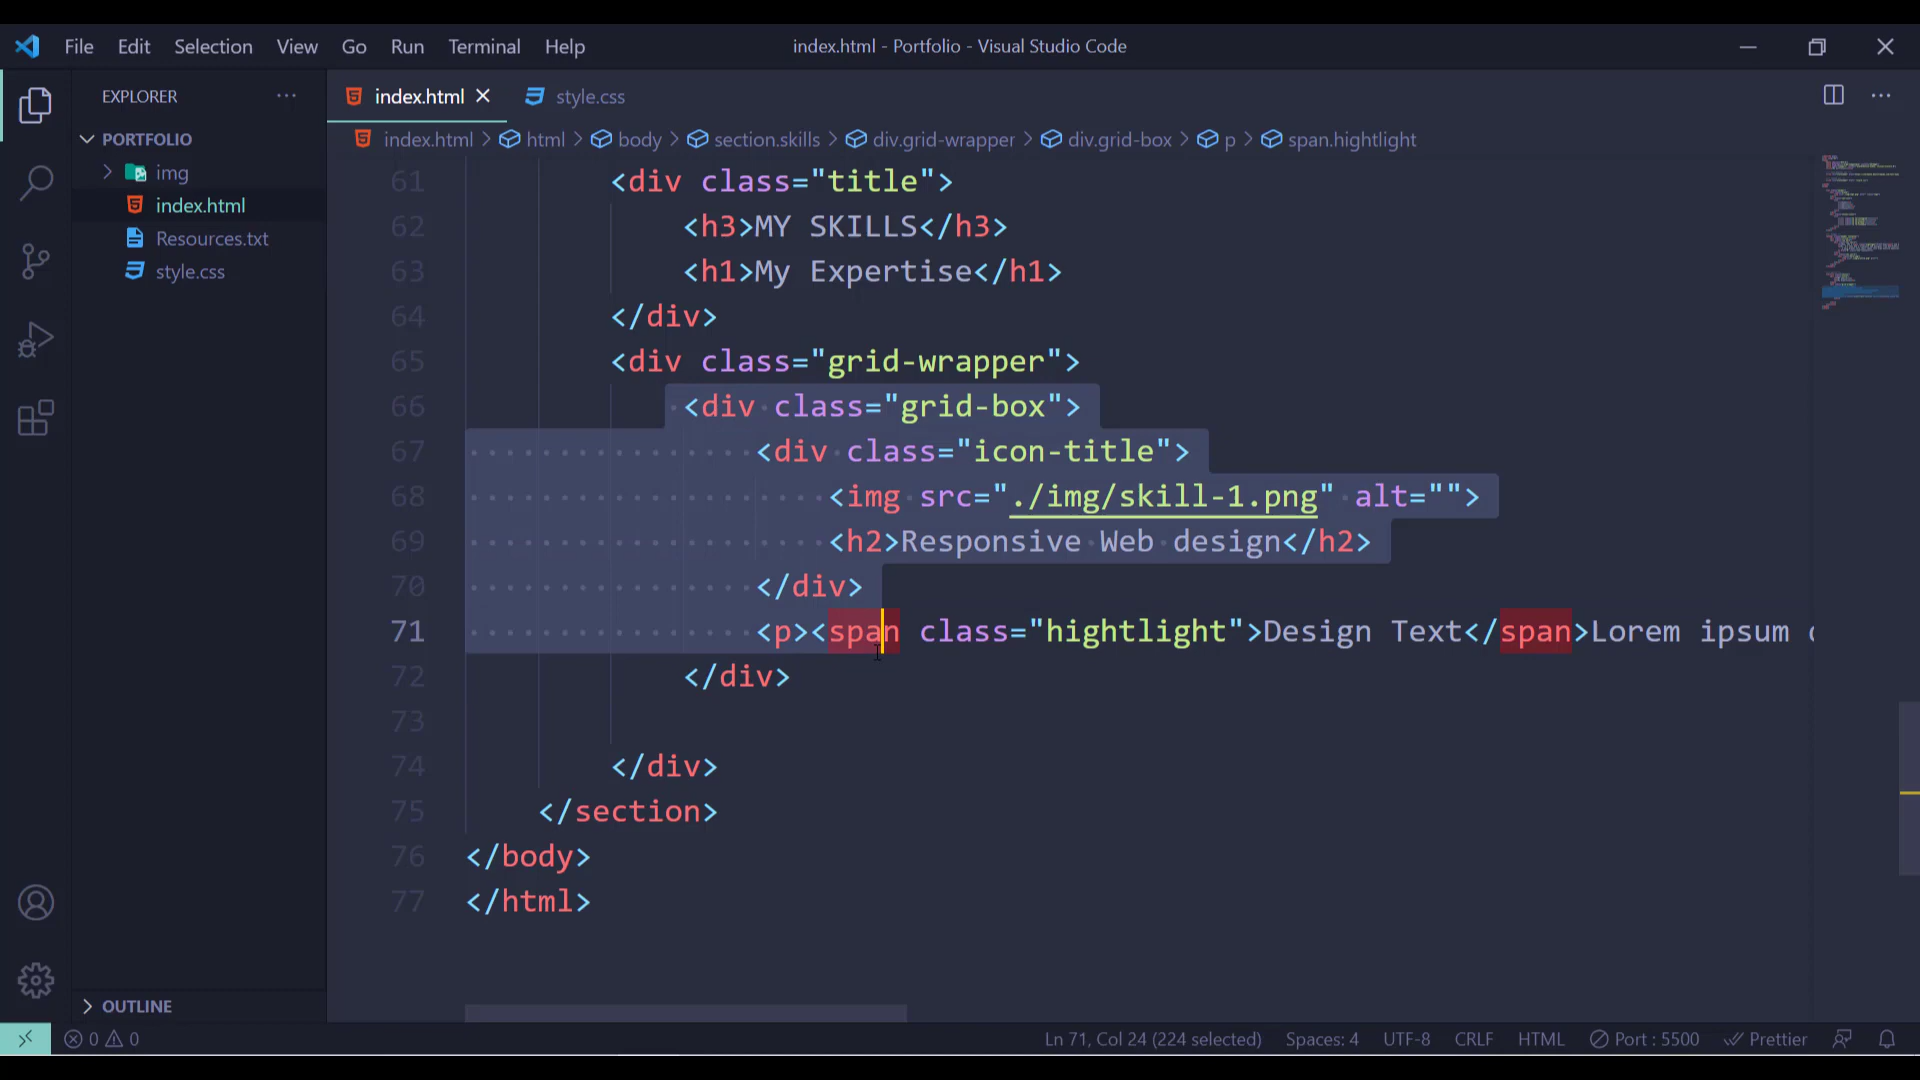 File Edit Selection View Go Run Terminal Help index.html - Portfolio - Visual Studio Code
EXPLORER
PORTFOLIO
img
index.html
Resources.txt
style.css
OUTLINE
index.html style.css
index.html > html > body > section.skills > div.grid-wrapper > div.grid-box > p > span.hightlight
61 <div class="title">
62 <h3>MY SKILLS</h3>
63 <h1>My Expertise</h1>
64 </div>
65 <div class="grid-wrapper">
66 <div class="grid-box">
67 <div class="icon-title">
68 <img src="./img/skill-1.png" alt="">
69 <h2>Responsive Web design</h2>
70 </div>
71 <p><span class="hightlight">Design Text</span>Lorem ipsum
72 </div>
73
74 </div>
75 </section>
76 </body>
77 </html>
0 0 Ln 71, Col 24 (224 selected) Spaces: 4 UTF-8 CRLF HTML Port : 5500 Prettier